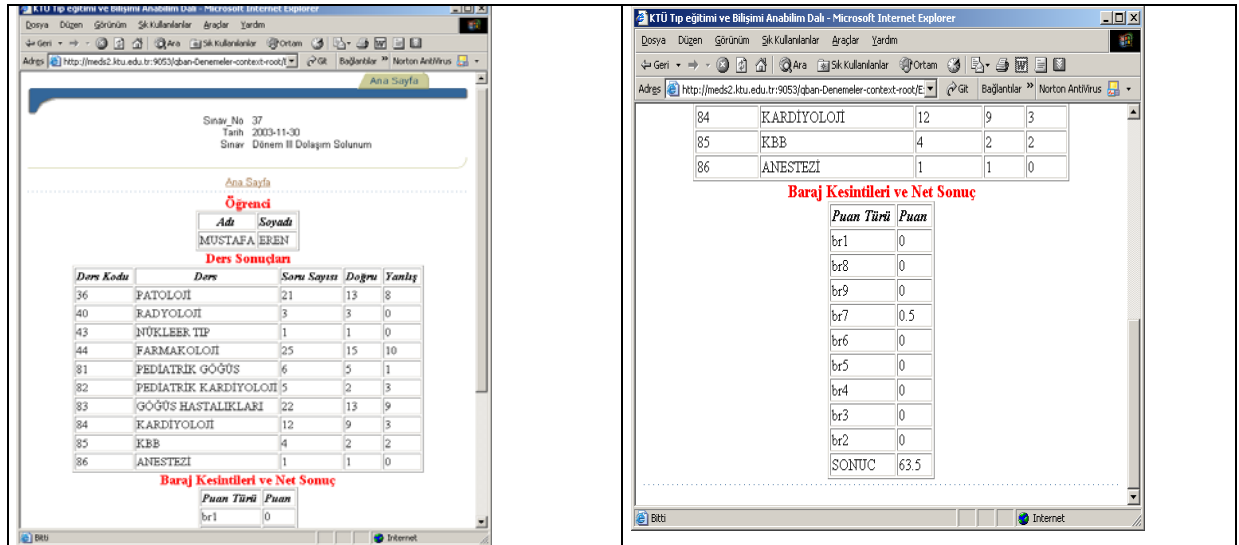 KTÜ Tıp eğitimi ve Bilişimi Anabilim Dalı - Microsoft Internet Explorer
Dosya Düzen Görünüm Sık Kullanılanlar Araçlar Yardım
Geri Ara Sık Kullanılanlar Ortam
Adres http://meds2.ktu.edu.tr:9053/qban-Denemeler-context-root/ Git Bağlantılar » Norton AntiVirus
Ana Sayfa
Sınav_No 37
Tarih 2003-11-30
Sınav Dönem III Dolaşım Solunum
Ana Sayfa
Öğrenci
Adı Soyadı
MUSTAFA EREN
Ders Sonuçları
Ders Kodu Ders Soru Sayısı Doğru Yanlış
36 PATOLOJİ 21 13 8
40 RADYOLOJİ 3 3 0
43 NÜKLEER TIP 1 1 0
44 FARMAKOLOJİ 25 15 10
81 PEDİATRİK GÖĞÜS 6 5 1
82 PEDİATRİK KARDİYOLOJİ 5 2 3
83 GÖĞÜS HASTALIKLARI 22 13 9
84 KARDİYOLOJİ 12 9 3
85 KBB 4 2 2
86 ANESTEZİ 1 1 0
Baraj Kesintileri ve Net Sonuç
Puan Türü Puan
br1 0
Bitti Internet
KTÜ Tıp eğitimi ve Bilişimi Anabilim Dalı - Microsoft Internet Explorer
Dosya Düzen Görünüm Sık Kullanılanlar Araçlar Yardım
Geri Ara Sık Kullanılanlar Ortam
Adres http://meds2.ktu.edu.tr:9053/qban-Denemeler-context-root/E Git Bağlantılar » Norton AntiVirus
84 KARDİYOLOJİ 12 9 3
85 KBB 4 2 2
86 ANESTEZİ 1 1 0
Baraj Kesintileri ve Net Sonuç
Puan Türü Puan
br1 0
br8 0
br9 0
br7 0.5
br6 0
br5 0
br4 0
br3 0
br2 0
SONUC 63.5
Bitti Internet